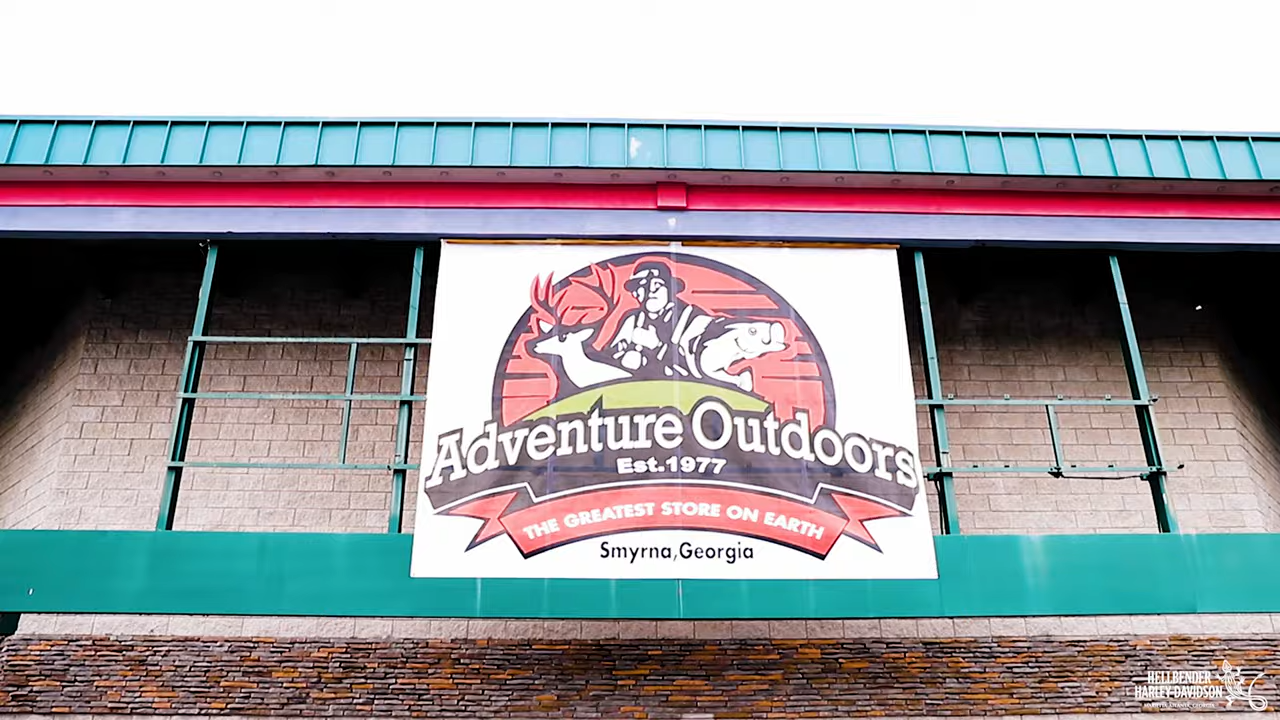 Adventure Outdoors
Est.1977
THE GREATEST STORE ON EARTH
Smyrna,Georgia
HELLBENDER
HARLEY-DAVIDSON